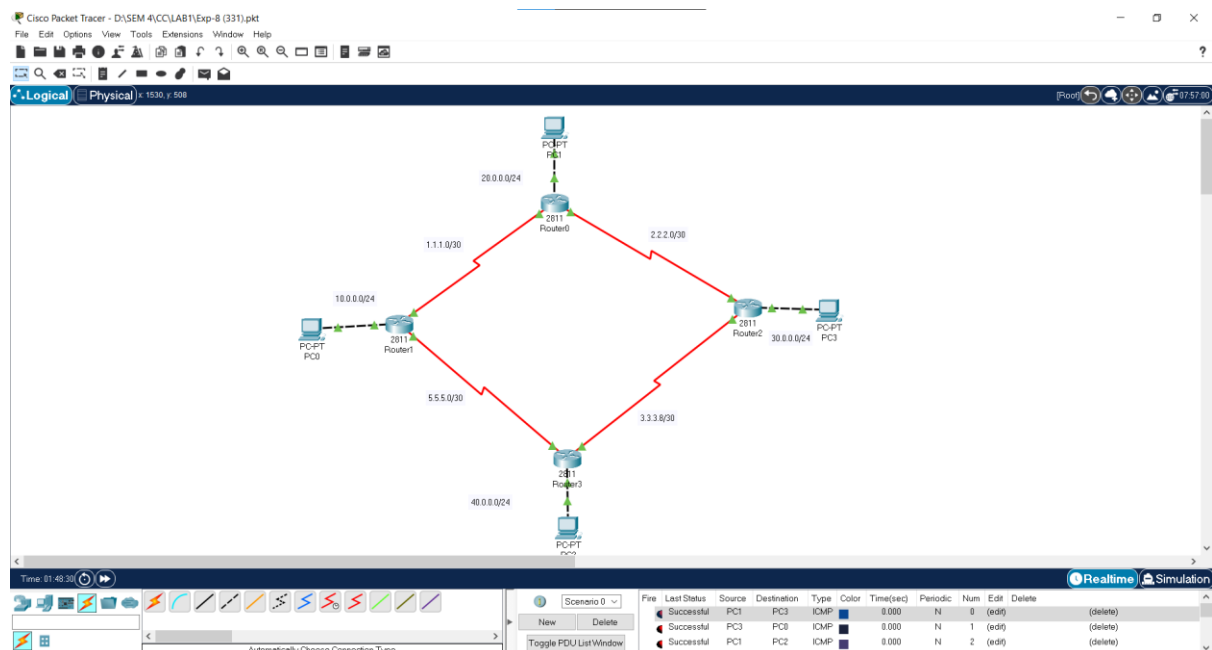 Cisco Packet Tracer - D:\SEM 4\CC\LAB1\Exp-8 (331).pkt
File Edit Options View Tools Extensions Window Help
?
Logical Physical x: 1530, y: 508 [Root] 07:57:00
PC-PT
PC1
20.0.0.0/24
2811
Router0
1.1.1.0/30
2.2.2.0/30
10.0.0.0/24
PC-PT
PC0
2811
Router1
2811
Router2
30.0.0.0/24
PC-PT
PC3
5.5.5.0/30
3.3.3.8/30
2811
Router3
40.0.0.0/24
PC-PT
Time: 01:48:30 Realtime Simulation
Scenario 0
New Delete
Toggle PDU List Window
Automatically Choose Connection Type
Fire Last Status Source Destination Type Color Time(sec) Periodic Num Edit Delete
Successful PC1 PC3 ICMP 0.000 N 0 (edit) (delete)
Successful PC3 PC0 ICMP 0.000 N 1 (edit) (delete)
Successful PC1 PC2 ICMP 0.000 N 2 (edit) (delete)